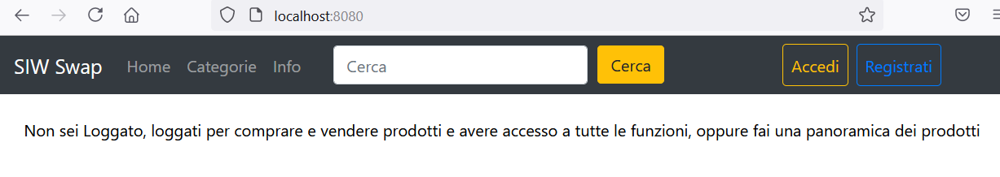 localhost:8080
SIW Swap Home Categorie Info Cerca Cerca Accedi Registrati
Non sei Loggato, loggati per comprare e vendere prodotti e avere accesso a tutte le funzioni, oppure fai una panoramica dei prodotti